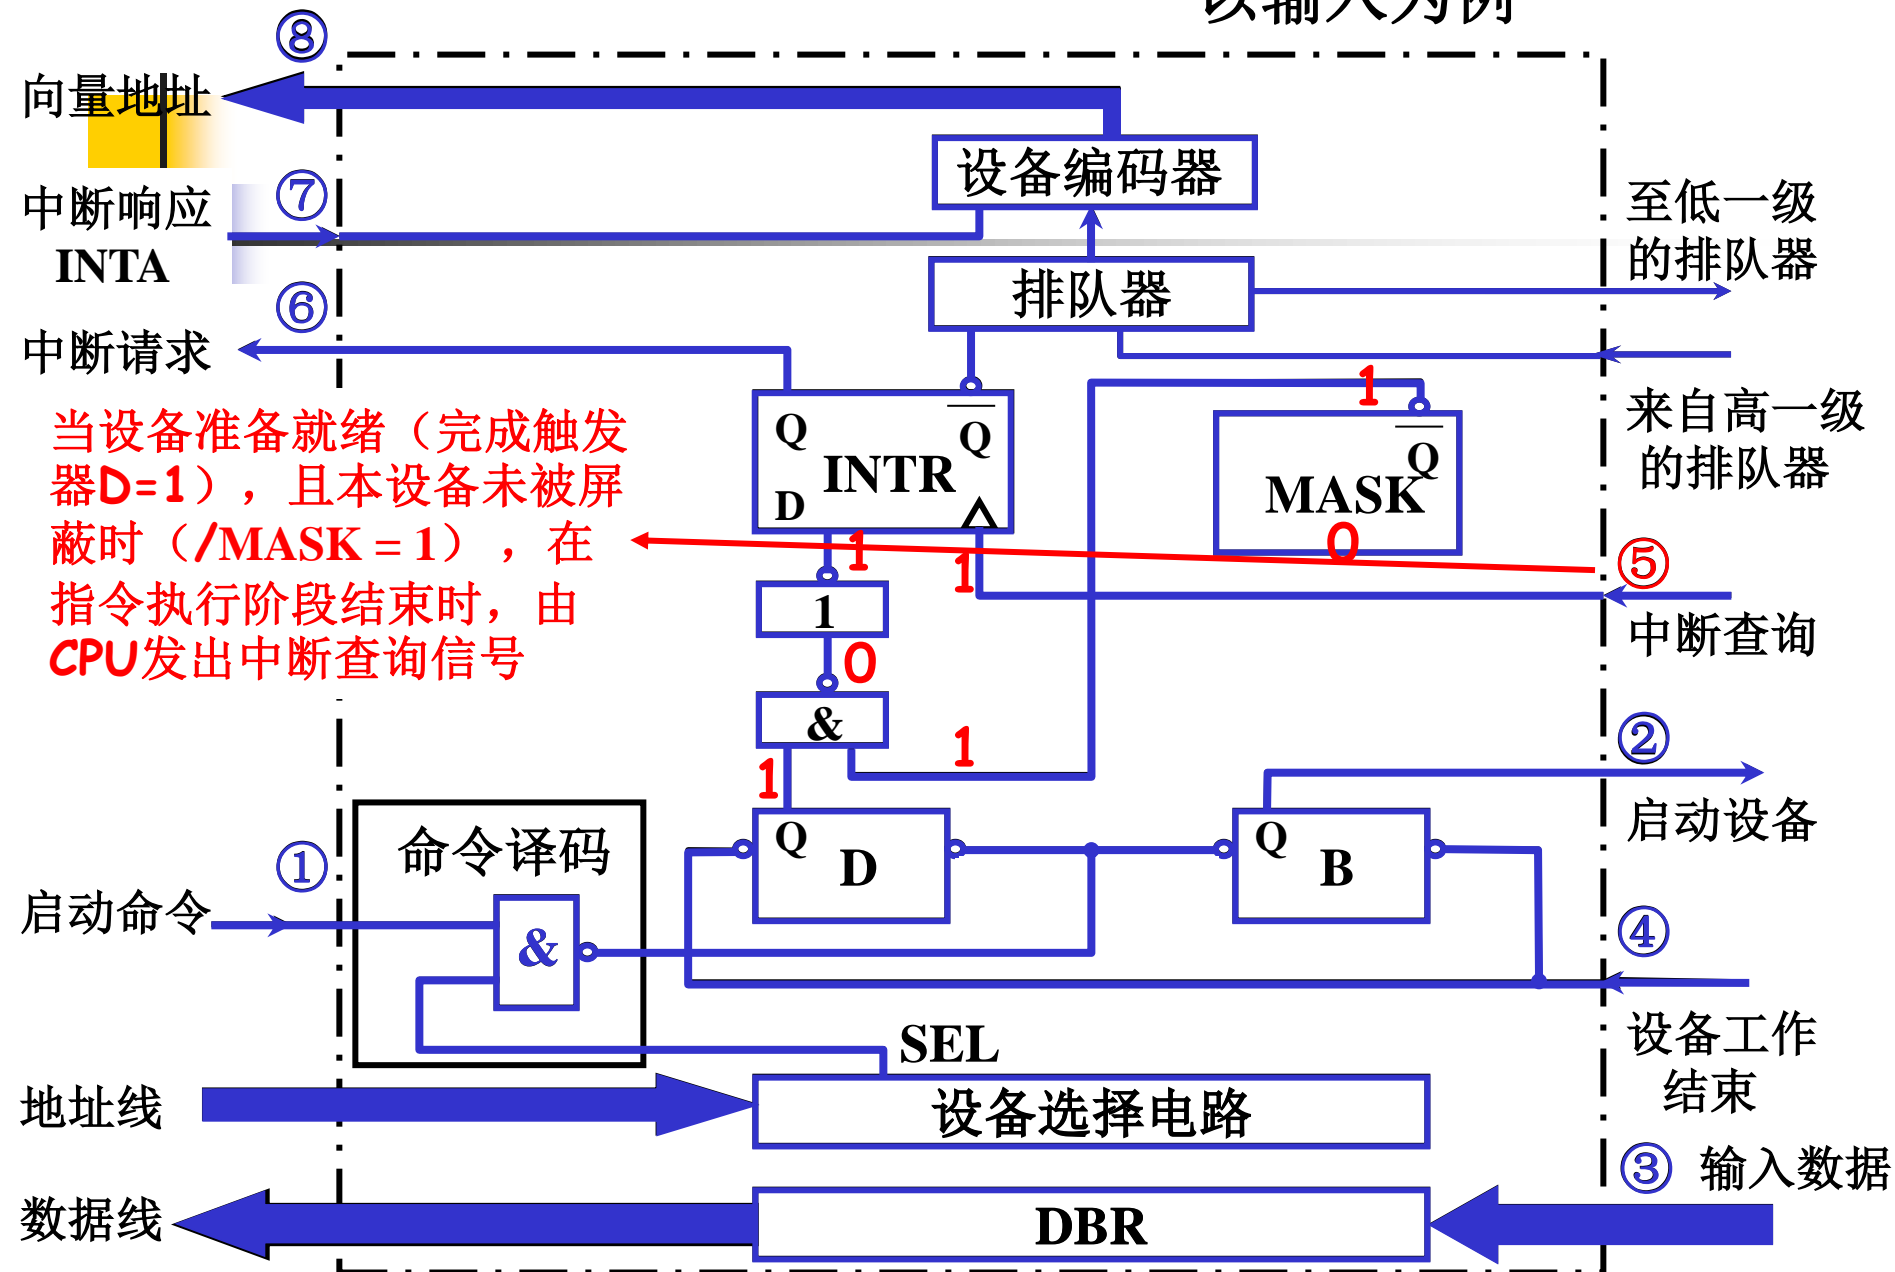 以输入为例
⑧
向量地址
设备编码器
⑦
中断响应
INTA
至低一级
的排队器
排队器
⑥
中断请求
来自高一级
的排队器
当设备准备就绪（完成触发
器D=1），且本设备未被屏
蔽时（/MASK = 1），在
指令执行阶段结束时，由
CPU发出中断查询信号
Q
Q
INTR
D
1
Q
MASK
0
1
1
⑤
中断查询
1
0
&
1
1
②
启动设备
命令译码
①
启动命令
&
Q
D
Q
B
④
设备工作
结束
SEL
地址线
设备选择电路
③ 输入数据
数据线
DBR